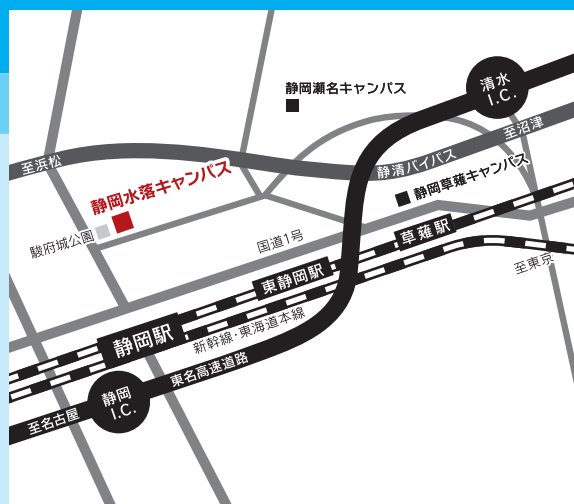 静岡瀬名キャンパス
清水
I.C.
至沼津
至浜松
静清バイパス
静岡草薙キャンパス
静岡水落キャンパス
駿府城公園
国道1号
草薙駅
至東京
東静岡駅
新幹線・東海道本線
静岡駅
東名高速道路
静岡
I.C.
至名古屋